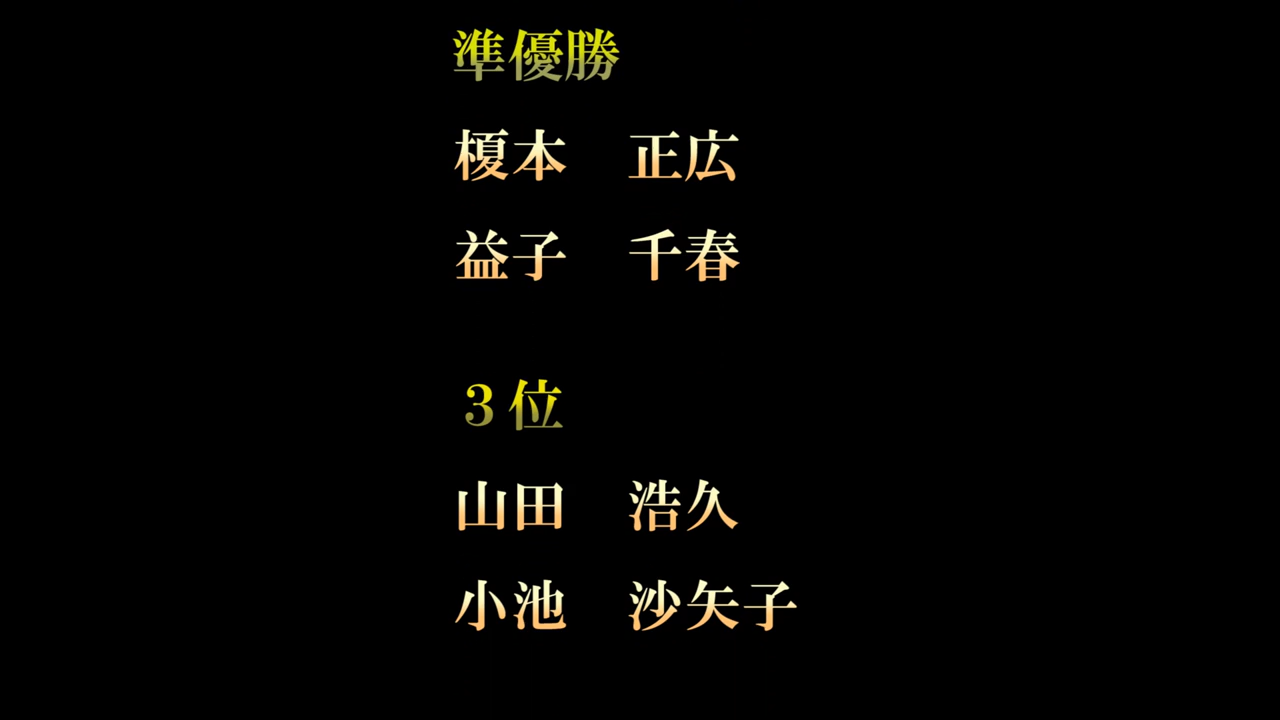 準優勝
榎本　正広
益子　千春
３位
山田　浩久
小池　沙矢子